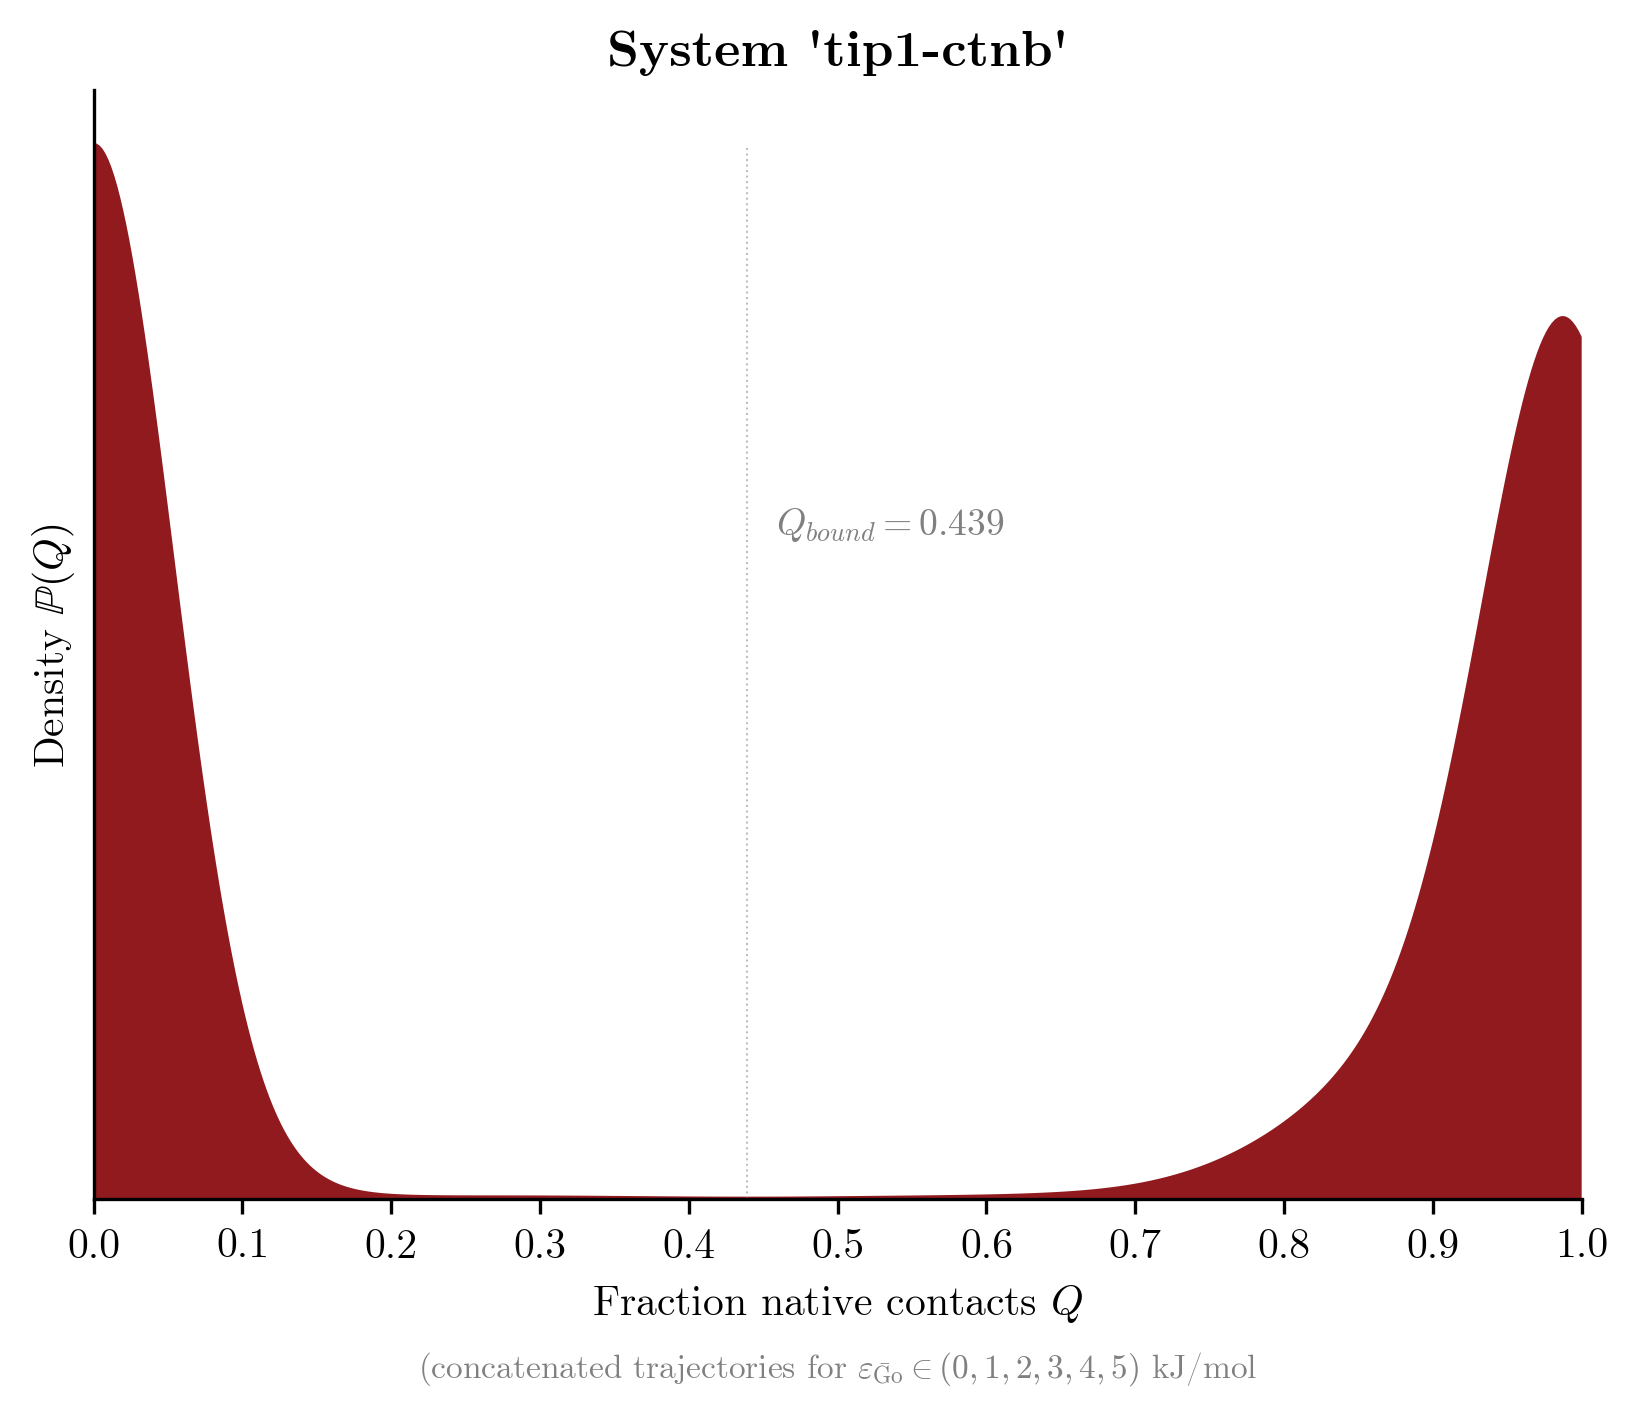 System 'tip1-ctnb'
Density ℙ(Q)
Q_bound = 0.439
0.0 0.1 0.2 0.3 0.4 0.5 0.6 0.7 0.8 0.9 1.0
Fraction native contacts Q
(concatenated trajectories for ε_Ḡo ∈ (0, 1, 2, 3, 4, 5) kJ/mol